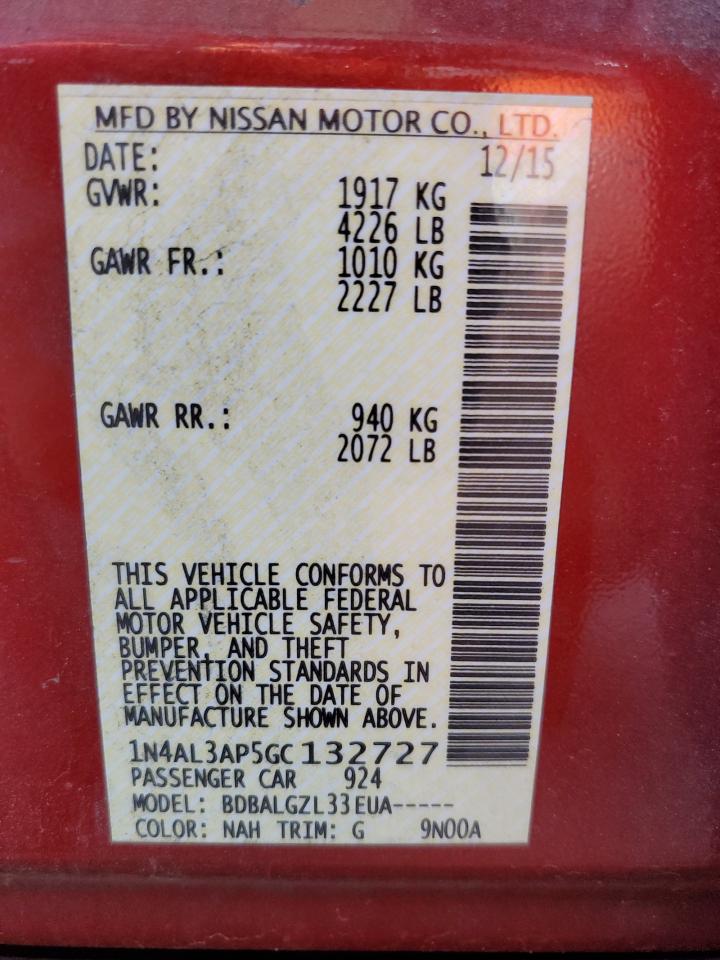 MFD BY NISSAN MOTOR CO., LTD.
DATE: 12/15
GVWR: 1917 KG
4226 LB
GAWR FR.: 1010 KG
2227 LB
GAWR RR.: 940 KG
2072 LB
THIS VEHICLE CONFORMS TO
ALL APPLICABLE FEDERAL
MOTOR VEHICLE SAFETY,
BUMPER, AND THEFT
PREVENTION STANDARDS IN
EFFECT ON THE DATE OF
MANUFACTURE SHOWN ABOVE.
1N4AL3AP5GC132727
PASSENGER CAR 924
MODEL: BDBALGZL33EUA-----
COLOR: NAH TRIM: G 9N00A